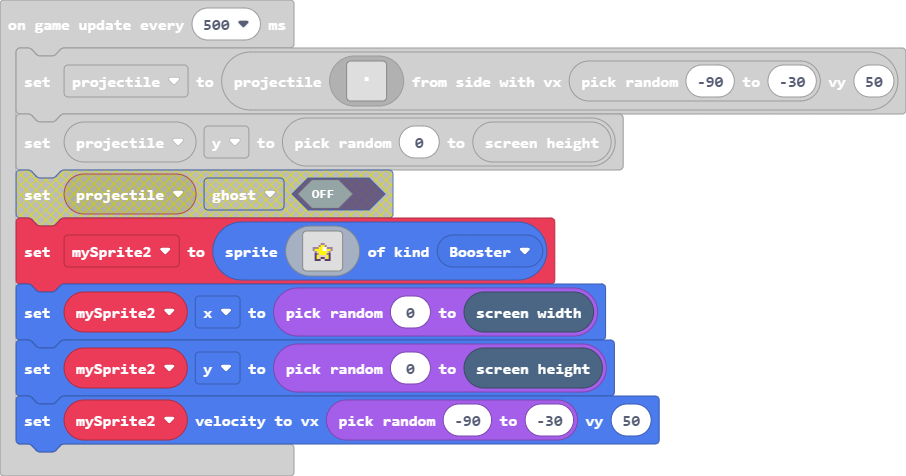 on game update every 500 ms
set projectile to projectile from side with vx pick random -90 to -30 vy 50
set projectile y to pick random 0 to screen height
set projectile ghost OFF
set mySprite2 to sprite of kind Booster
set mySprite2 x to pick random 0 to screen width
set mySprite2 y to pick random 0 to screen height
set mySprite2 velocity to vx pick random -90 to -30 vy 50